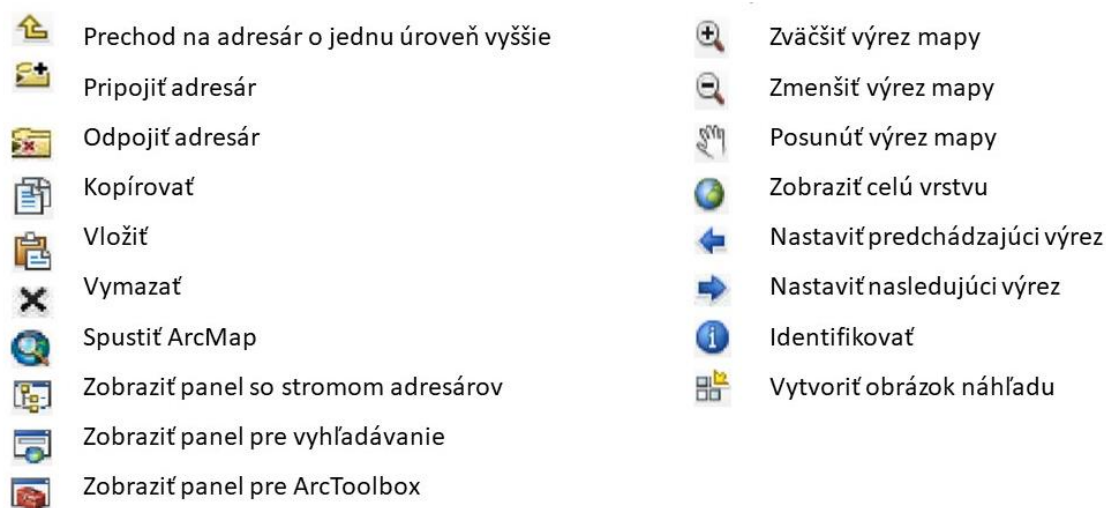 Prechod na adresár o jednu úroveň vyššie
Pripojiť adresár
Odpojiť adresár
Kopírovať
Vložiť
Vymazať
Spustiť ArcMap
Zobraziť panel so stromom adresárov
Zobraziť panel pre vyhľadávanie
Zobraziť panel pre ArcToolbox
Zväčšiť výrez mapy
Zmenšiť výrez mapy
Posunúť výrez mapy
Zobraziť celú vrstvu
Nastaviť predchádzajúci výrez
Nastaviť nasledujúci výrez
Identifikovať
Vytvoriť obrázok náhľadu